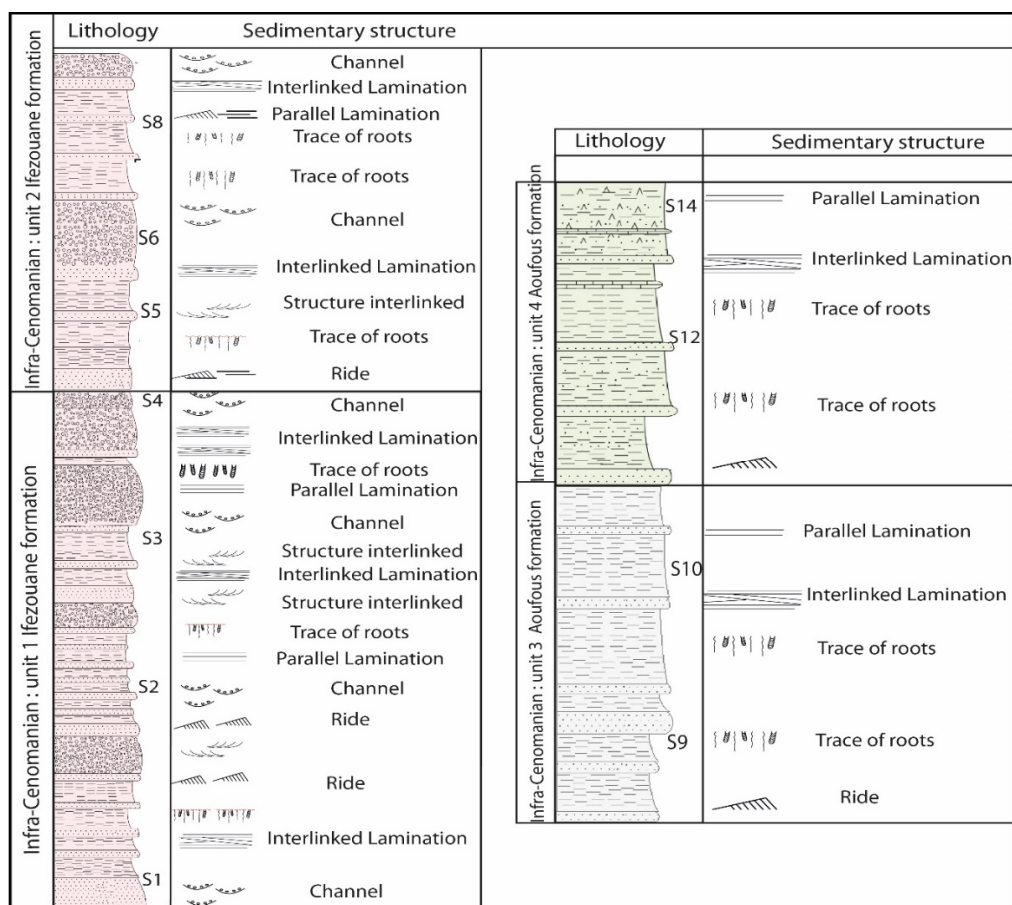 Lithology
Sedimentary structure
Infra-Cenomanian : unit 2 Ifezouane formation
S8
S6
S5
Channel
Interlinked Lamination
Parallel Lamination
Trace of roots
Trace of roots
Channel
Interlinked Lamination
Structure interlinked
Trace of roots
Ride
Infra-Cenomanian : unit 1 Ifezouane formation
S4
S3
S2
S1
Channel
Interlinked Lamination
Trace of roots
Parallel Lamination
Channel
Structure interlinked
Interlinked Lamination
Structure interlinked
Trace of roots
Parallel Lamination
Channel
Ride
Ride
Interlinked Lamination
Channel
Lithology
Sedimentary structure
Infra-Cenomanian : unit 4 Aoufous formation
S14
S12
Parallel Lamination
Interlinked Lamination
Trace of roots
Trace of roots
Infra-Cenomanian : unit 3 Aoufous formation
S10
S9
Parallel Lamination
Interlinked Lamination
Trace of roots
Trace of roots
Ride